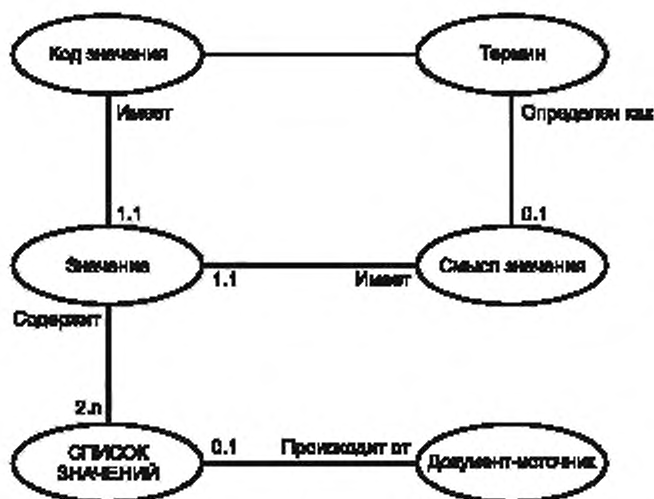 Код значения
Термин
Имеет
Определен как
1.1
0.1
Значение
1.1
Имеет
Смысл значения
Содержит
2.n
СПИСОК
ЗНАЧЕНИЙ
0.1
Происходит от
Документ-источник